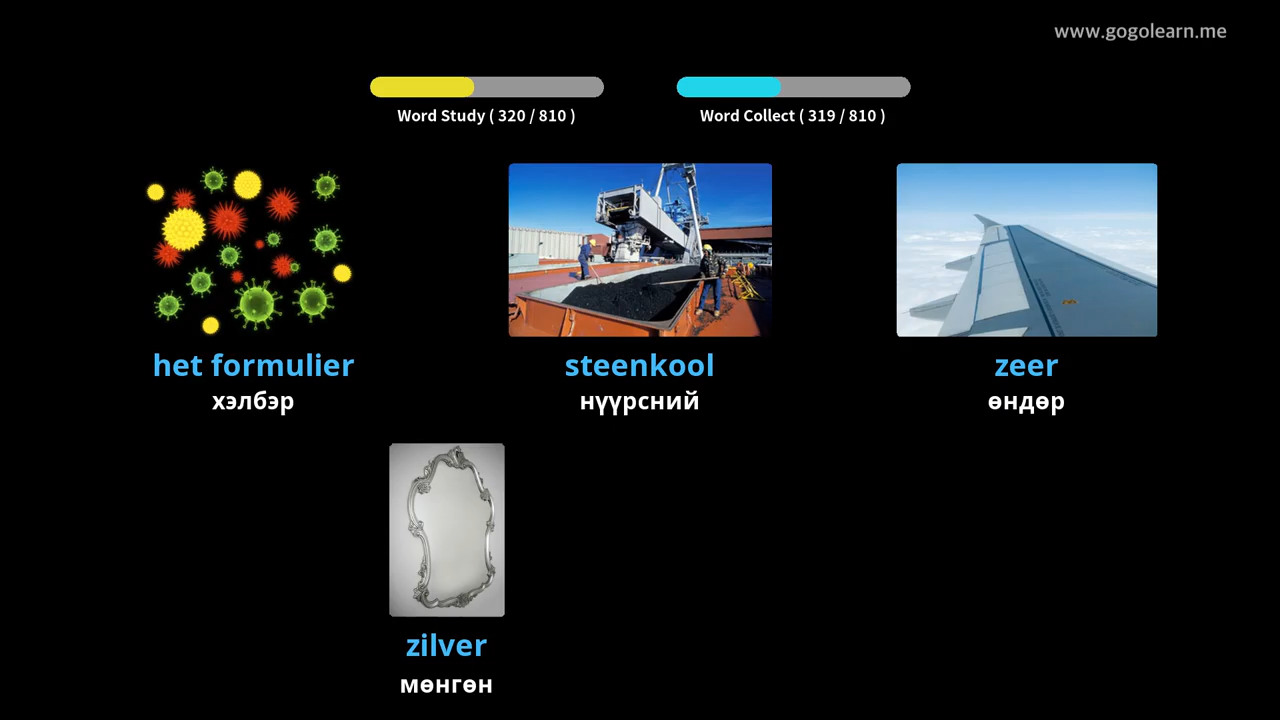 www.gogolearn.me
Word Study ( 320 / 810 )
Word Collect ( 319 / 810 )
het formulier
хэлбэр
steenkool
нүүрсний
zeer
өндөр
zilver
мөнгөн